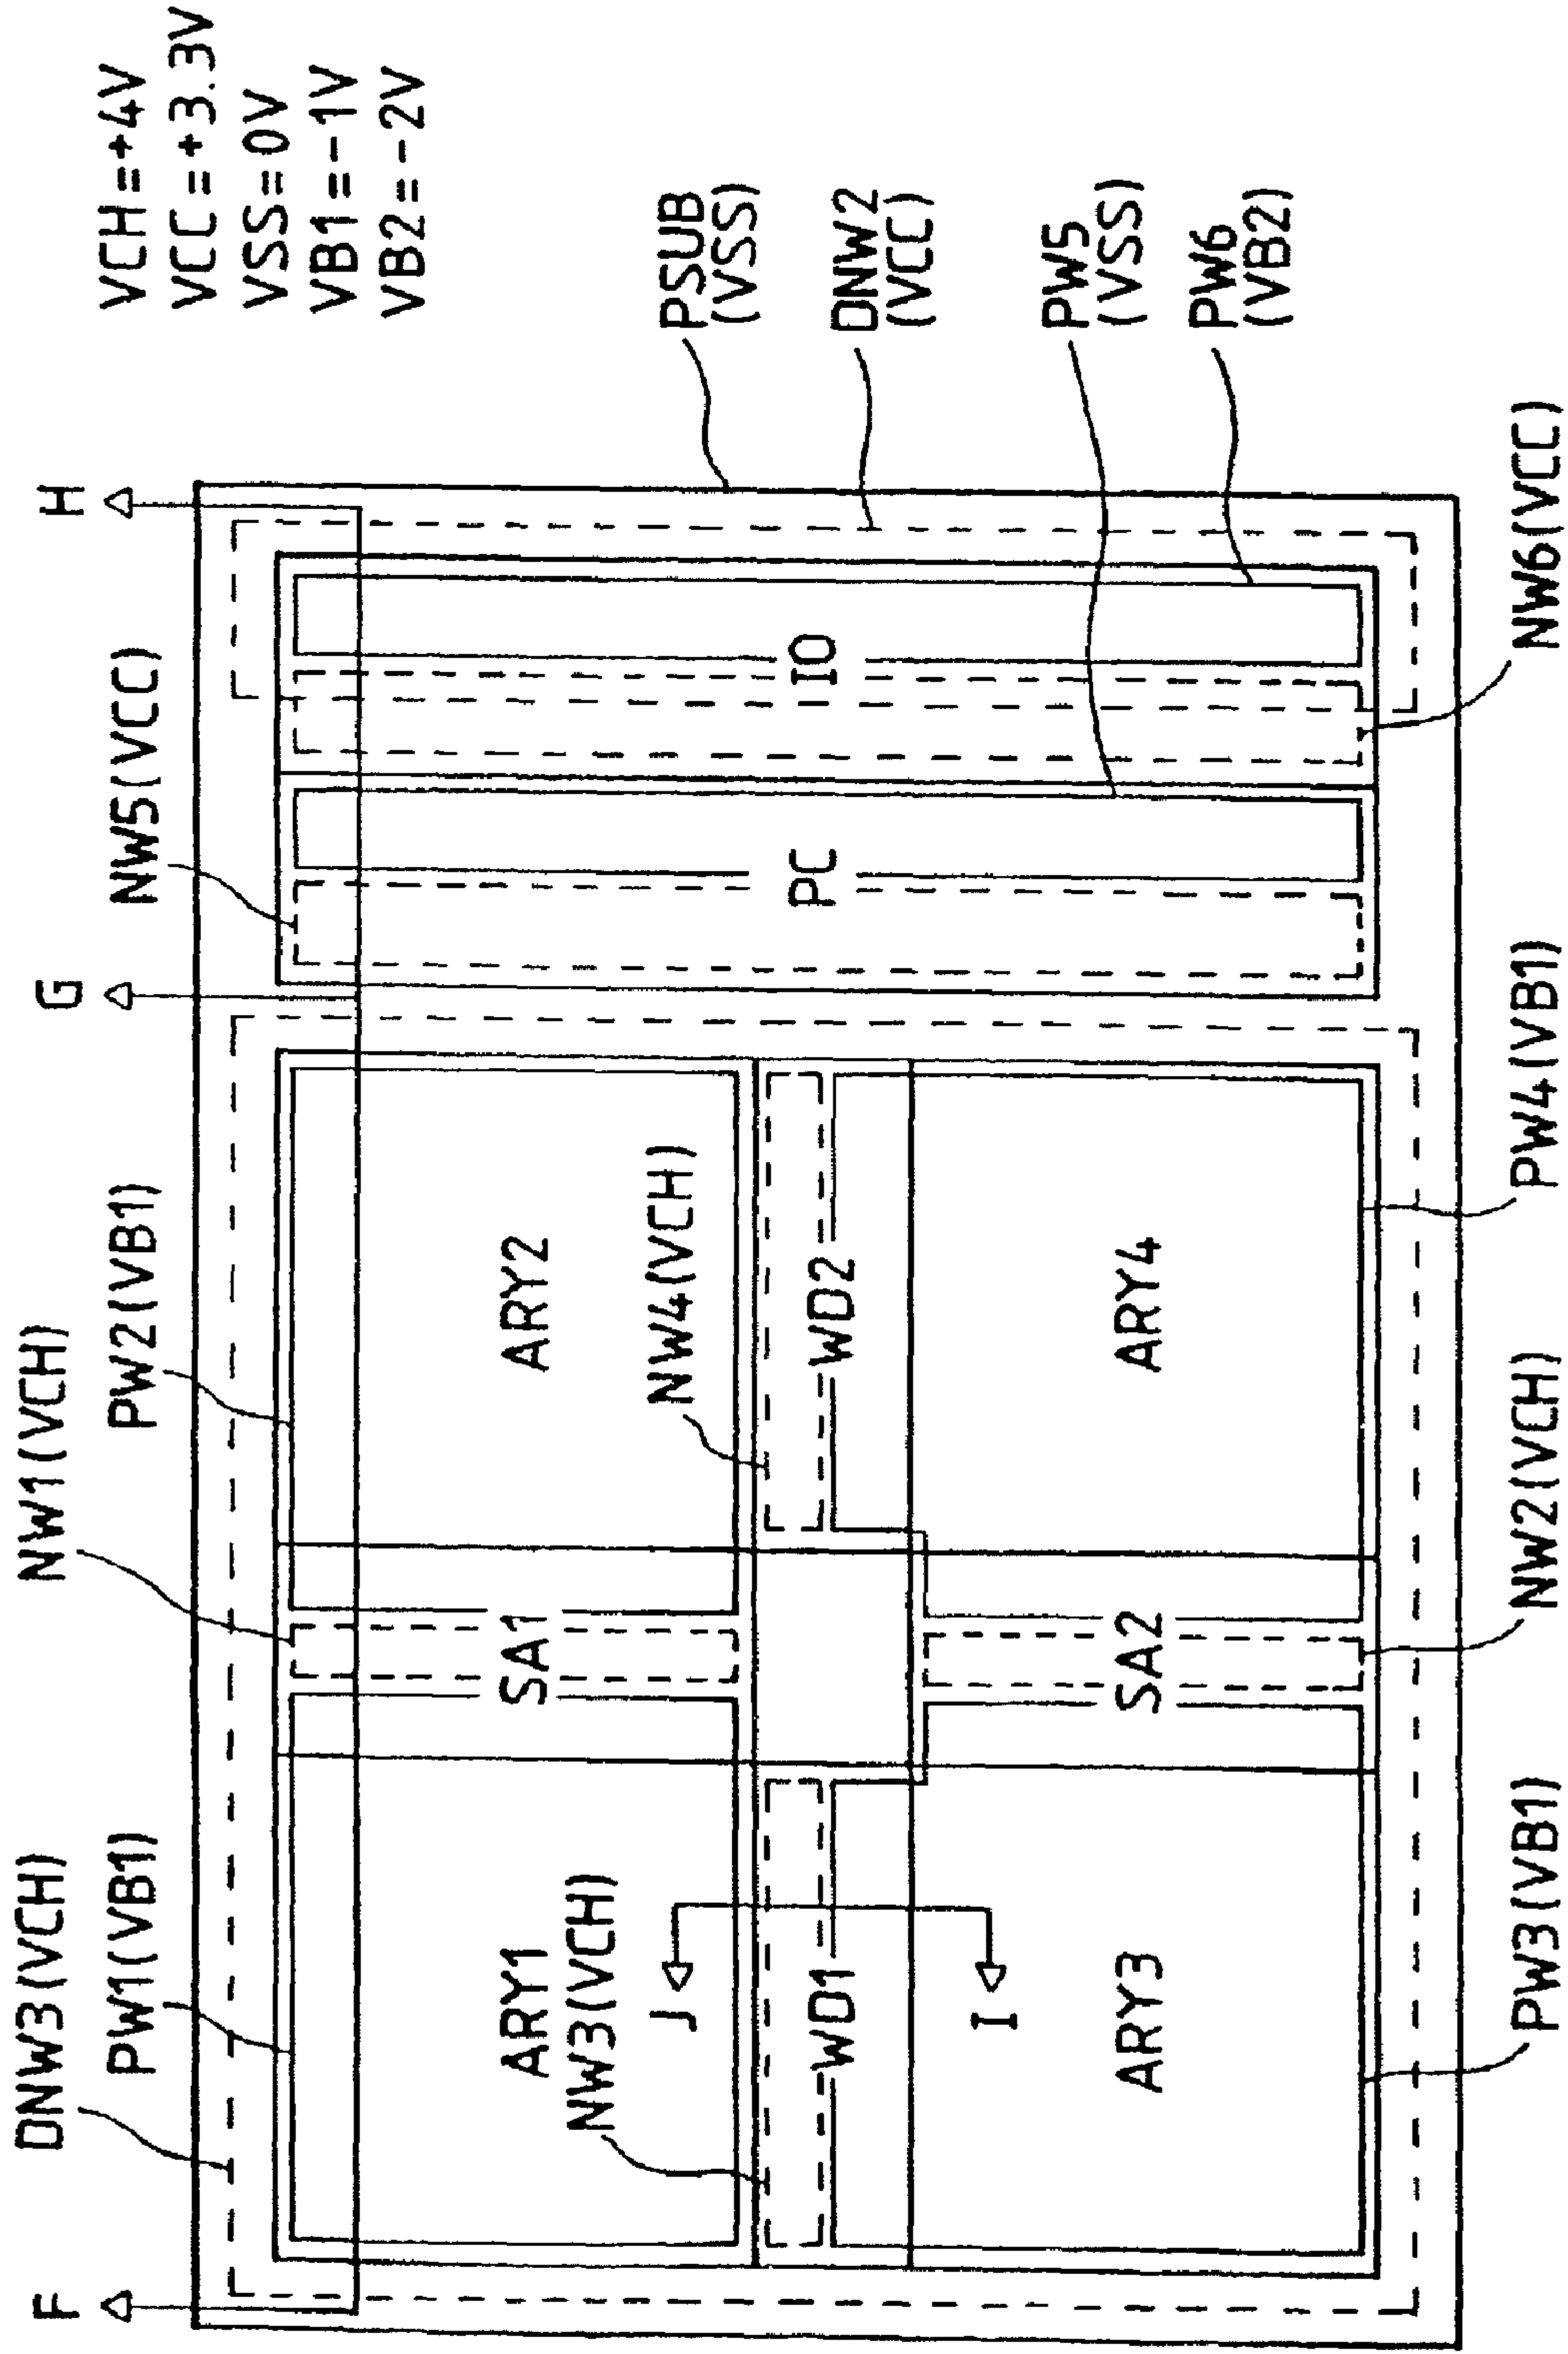 VCH=+4V
VCC=+3.3V
VSS=0V
VB1=-1V
VB2=-2V
F
G
H
DNW3(VCH)
NW1(VCH)
PW1(VB1)
PW2(VB1)
NW5(VCC)
PSUB
(VSS)
DNW2
(VCC)
PW5
(VSS)
PW6
(VB2)
ARY1
SA1
ARY2
NW3(VCH)
NW4(VCH)
J
WD1
WD2
PC
IO
I
ARY3
SA2
ARY4
PW3(VB1)
NW2(VCH)
PW4(VB1)
NW6(VCC)